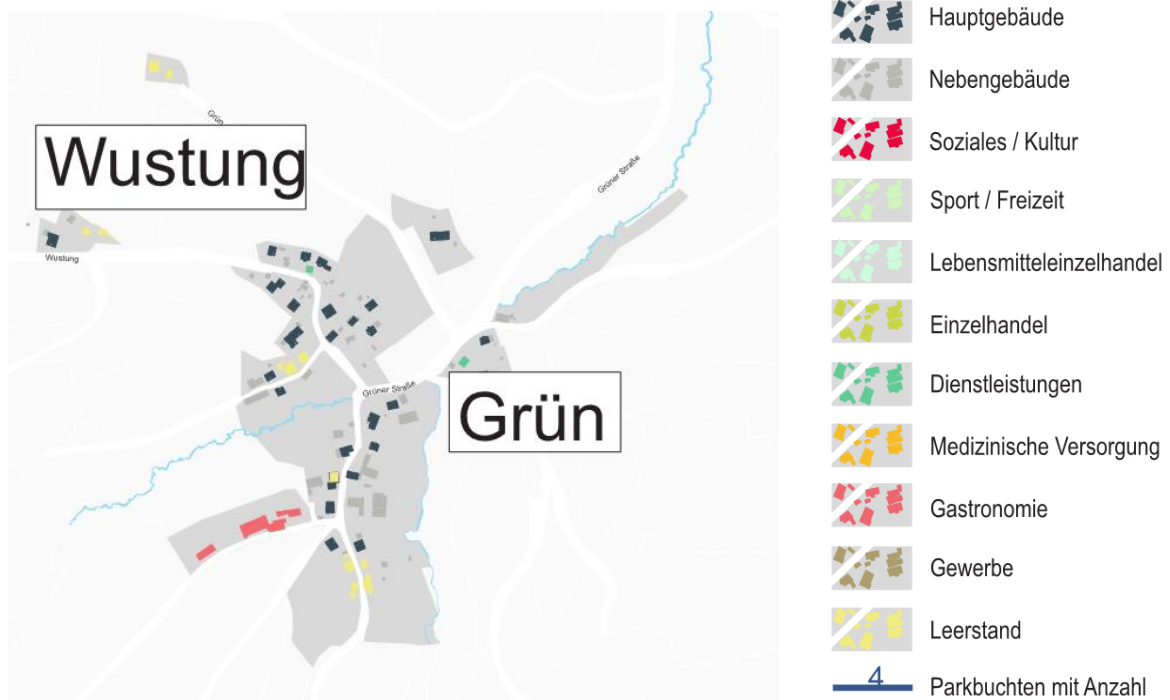 Grün
Wustung
Wustung
Grüner Straße
Grüner Straße
Grün
Hauptgebäude
Nebengebäude
Soziales / Kultur
Sport / Freizeit
Lebensmitteleinzelhandel
Einzelhandel
Dienstleistungen
Medizinische Versorgung
Gastronomie
Gewerbe
Leerstand
4 Parkbuchten mit Anzahl